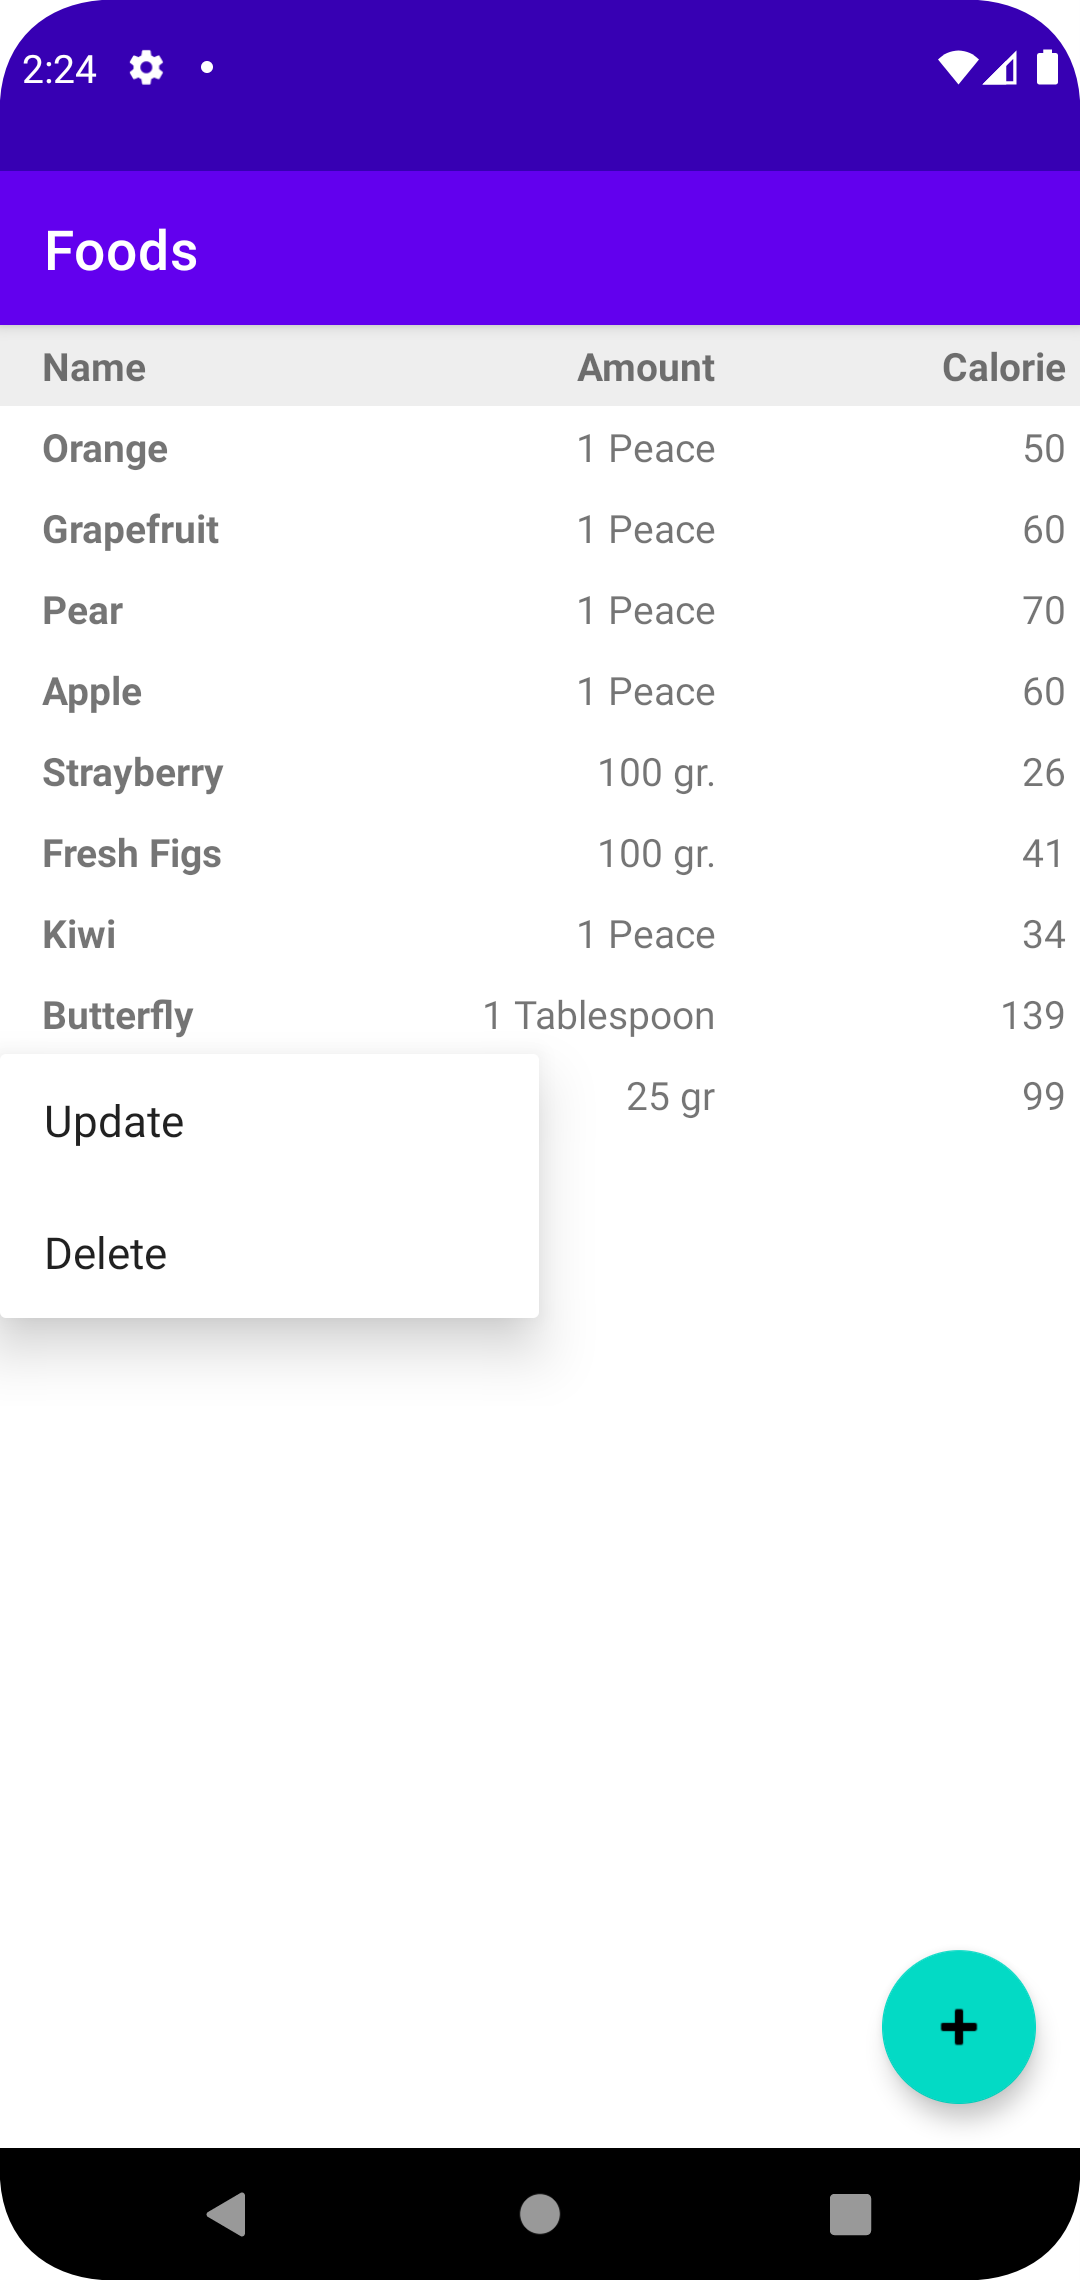 2:24
Foods
Name Amount Calorie
Orange 1 Peace 50
Grapefruit 1 Peace 60
Pear 1 Peace 70
Apple 1 Peace 60
Strayberry 100 gr. 26
Fresh Figs 100 gr. 41
Kiwi 1 Peace 34
Butterfly 1 Tablespoon 139
25 gr 99
Update
Delete